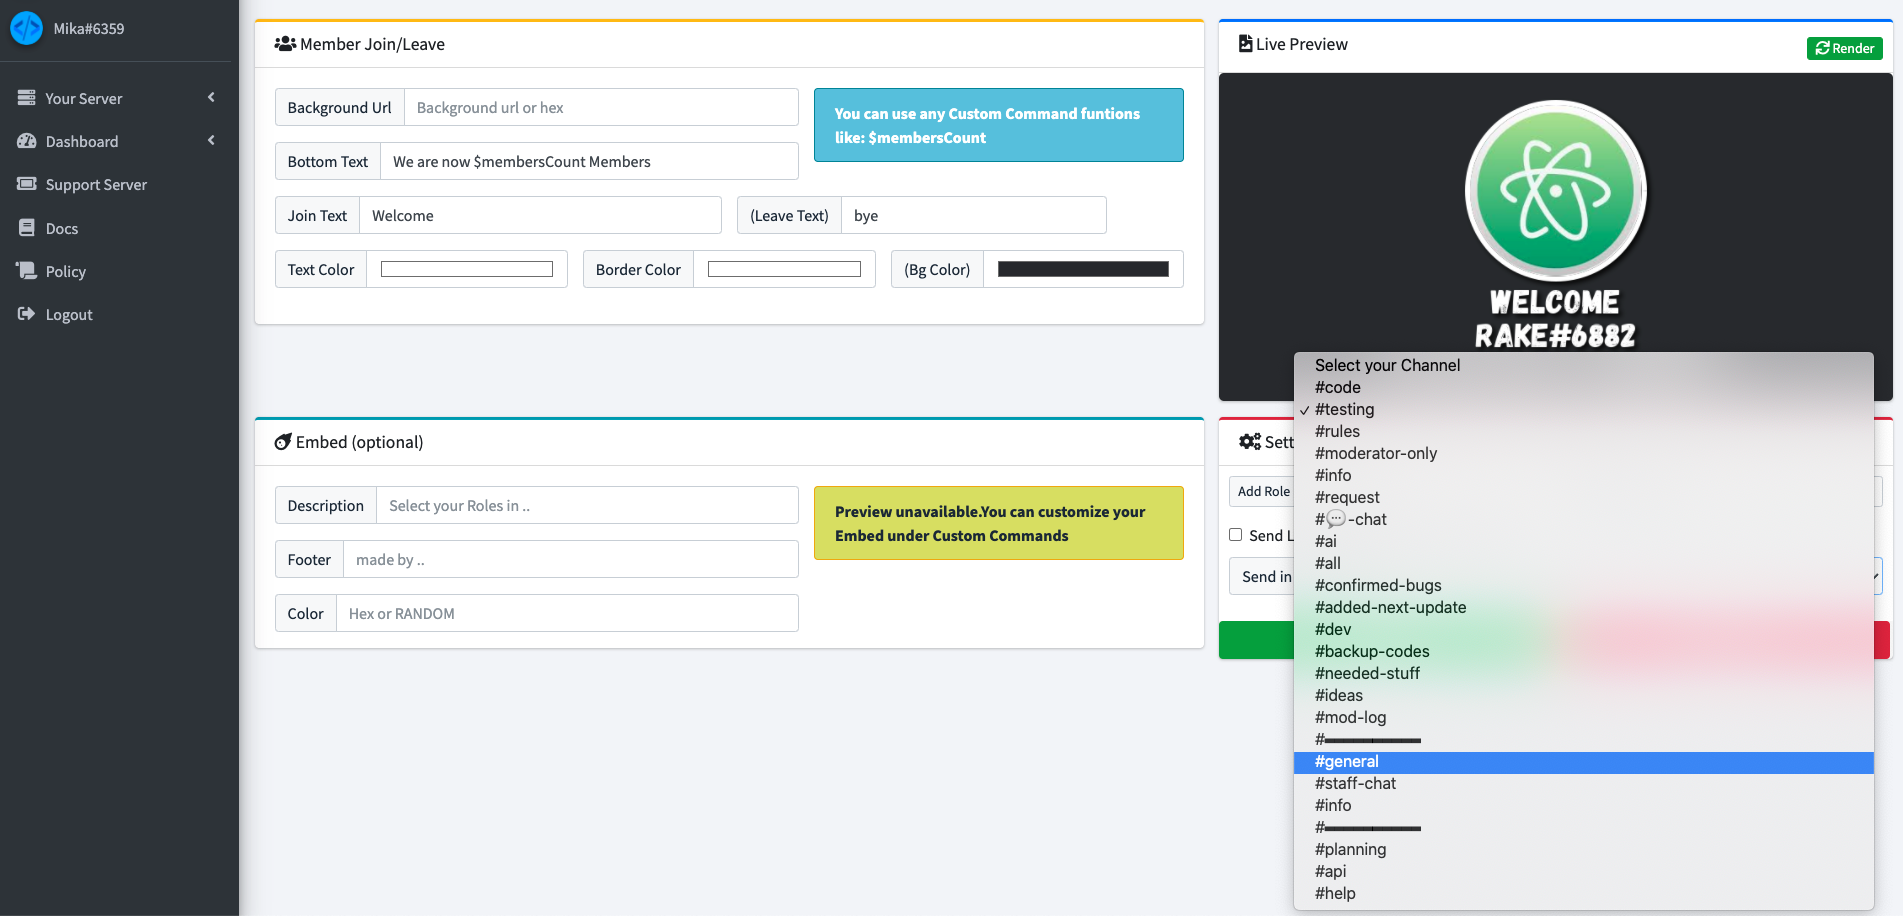 Mika#6359
Your Server
Dashboard
Support Server
Docs
Policy
Logout
Member Join/Leave
Background Url
Background url or hex
You can use any Custom Command funtions
like: $membersCount
Bottom Text
We are now $membersCount Members
Join Text
Welcome
(Leave Text)
bye
Text Color
Border Color
(Bg Color)
Live Preview
Render
WELCOME
RAKE#6882
Embed (optional)
Description
Select your Roles in ..
Preview unavailable.You can customize your
Embed under Custom Commands
Footer
made by ..
Color
Hex or RANDOM
Sett
Add Role
Send L
Send in
Select your Channel
#code
✓ #testing
#rules
#moderator-only
#info
#request
#💬-chat
#ai
#all
#confirmed-bugs
#added-next-update
#dev
#backup-codes
#needed-stuff
#ideas
#mod-log
#▬▬▬▬▬▬▬
#general
#staff-chat
#info
#▬▬▬▬▬▬▬
#planning
#api
#help